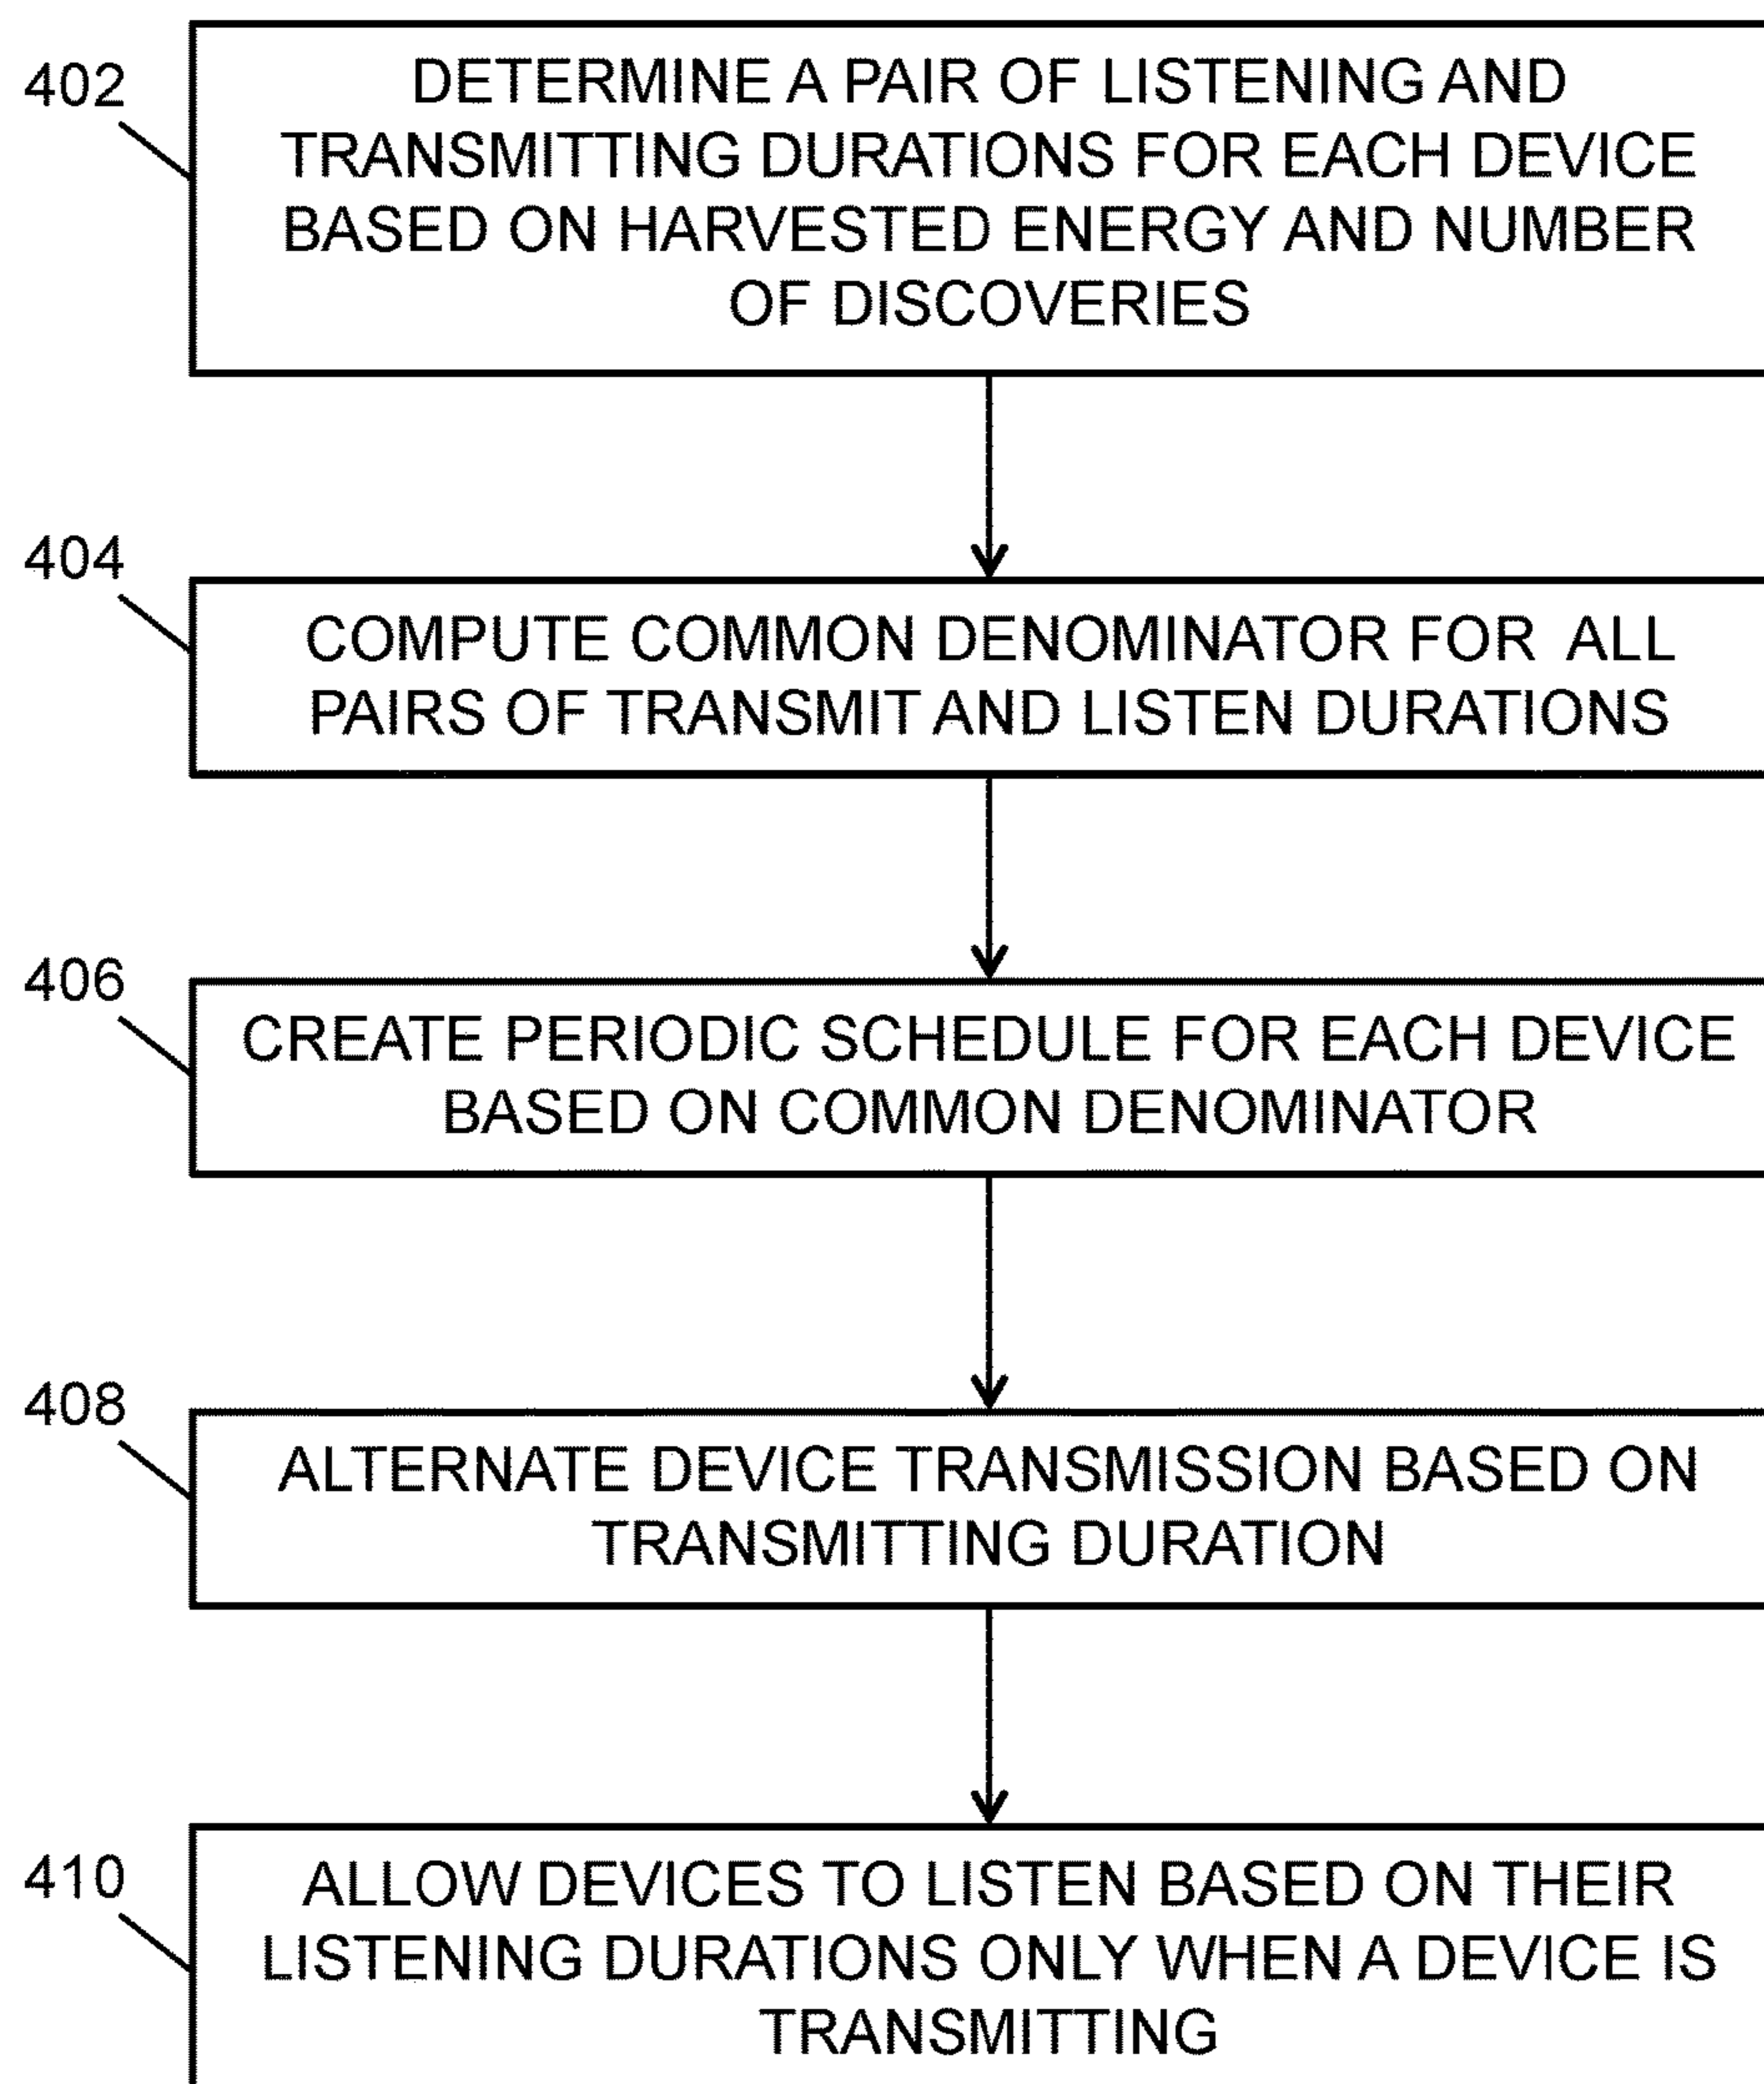 402
DETERMINE A PAIR OF LISTENING AND
TRANSMITTING DURATIONS FOR EACH DEVICE
BASED ON HARVESTED ENERGY AND NUMBER
OF DISCOVERIES
404
COMPUTE COMMON DENOMINATOR FOR ALL
PAIRS OF TRANSMIT AND LISTEN DURATIONS
406
CREATE PERIODIC SCHEDULE FOR EACH DEVICE
BASED ON COMMON DENOMINATOR
408
ALTERNATE DEVICE TRANSMISSION BASED ON
TRANSMITTING DURATION
410
ALLOW DEVICES TO LISTEN BASED ON THEIR
LISTENING DURATIONS ONLY WHEN A DEVICE IS
TRANSMITTING